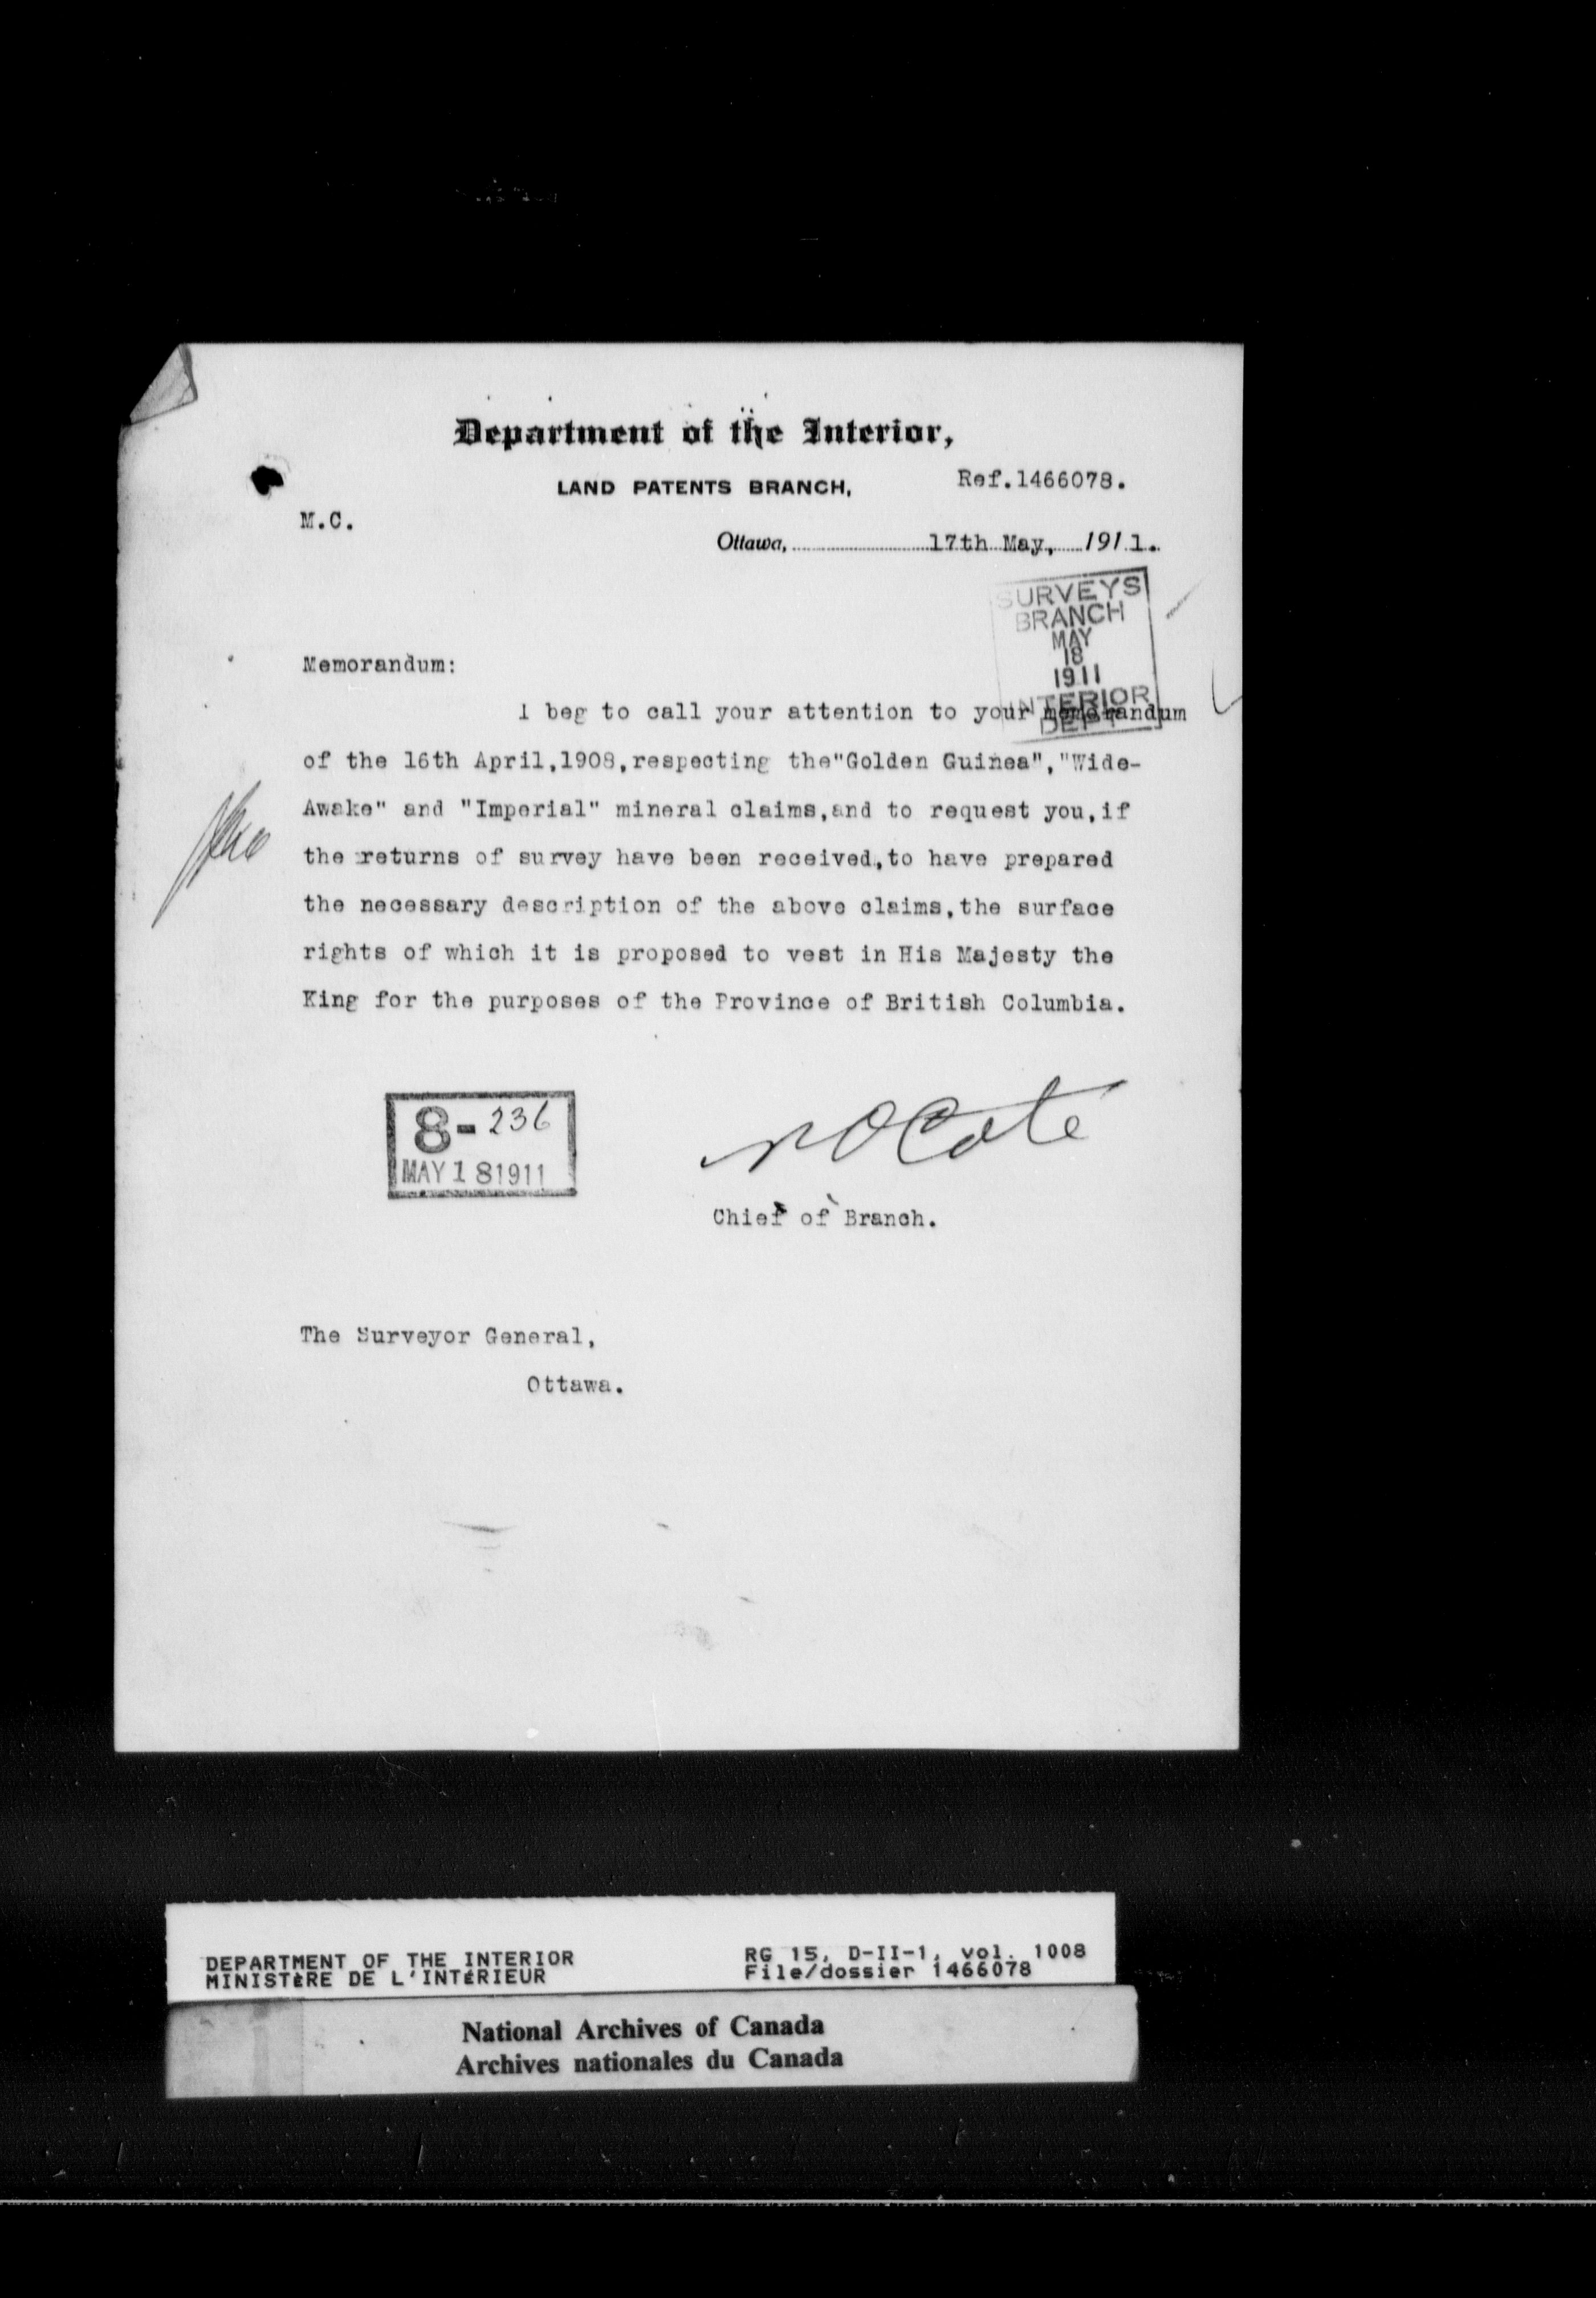 Department of the Interior,
LAND PATENTS BRANCH,
Ref.1466078.
M.C.
Ottawa, 17th May, 1911.
SURVEYS
BRANCH
MAY
18
1911
INTERIOR
DEPT
Memorandum:
I beg to call your attention to your memorandum
of the 16th April,1908,respecting the"Golden Guinea","Wide-
Awake" and "Imperial" mineral claims,and to request you,if
the returns of survey have been received,to have prepared
the necessary description of the above claims,the surface
rights of which it is proposed to vest in His Majesty the
King for the purposes of the Province of British Columbia.
8-236
MAY 18 1911
N O Coté
Chief of Branch.
The Surveyor General,
Ottawa.
DEPARTMENT OF THE INTERIOR
MINISTÈRE DE L'INTÉRIEUR
RG 15, D-II-1, vol. 1008
File/dossier 1466078
National Archives of Canada
Archives nationales du Canada